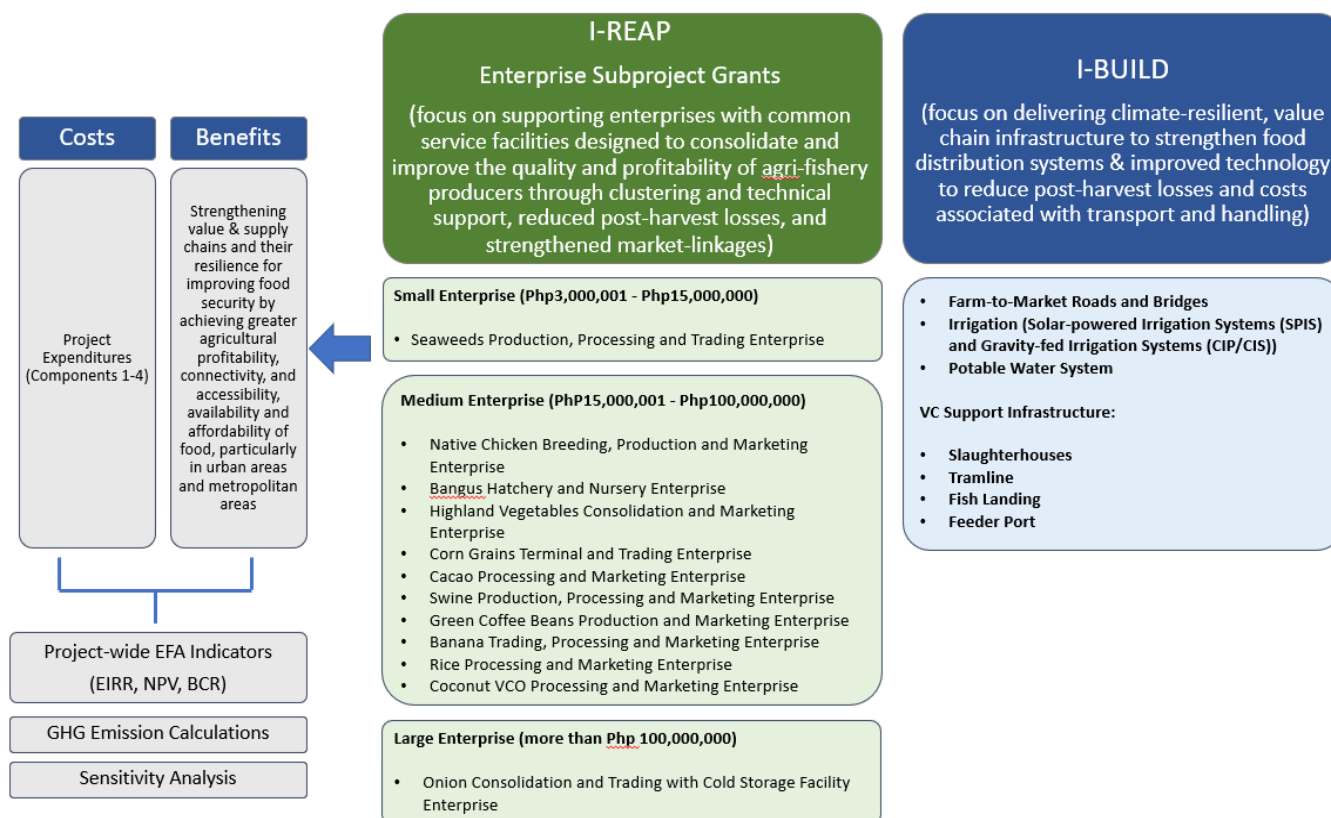 Costs
Benefits
Project
Expenditures
(Components 1-4)
Strengthening
value & supply
chains and their
resilience for
improving food
security by
achieving greater
agricultural
profitability,
connectivity, and
accessibility,
availability and
affordability of
food, particularly
in urban areas
and metropolitan
areas
Project-wide EFA Indicators
(EIRR, NPV, BCR)
GHG Emission Calculations
Sensitivity Analysis
I-REAP
Enterprise Subproject Grants
(focus on supporting enterprises with common
service facilities designed to consolidate and
improve the quality and profitability of agri-fishery
producers through clustering and technical
support, reduced post-harvest losses, and
strengthened market-linkages)
Small Enterprise (Php3,000,001 - Php15,000,000)
• Seaweeds Production, Processing and Trading Enterprise
Medium Enterprise (PhP15,000,001 - Php100,000,000)
• Native Chicken Breeding, Production and Marketing
Enterprise
• Bangus Hatchery and Nursery Enterprise
• Highland Vegetables Consolidation and Marketing
Enterprise
• Corn Grains Terminal and Trading Enterprise
• Cacao Processing and Marketing Enterprise
• Swine Production, Processing and Marketing Enterprise
• Green Coffee Beans Production and Marketing Enterprise
• Banana Trading, Processing and Marketing Enterprise
• Rice Processing and Marketing Enterprise
• Coconut VCO Processing and Marketing Enterprise
Large Enterprise (more than Php 100,000,000)
• Onion Consolidation and Trading with Cold Storage Facility
Enterprise
I-BUILD
(focus on delivering climate-resilient, value
chain infrastructure to strengthen food
distribution systems & improved technology
to reduce post-harvest losses and costs
associated with transport and handling)
• Farm-to-Market Roads and Bridges
• Irrigation (Solar-powered Irrigation Systems (SPIS)
and Gravity-fed Irrigation Systems (CIP/CIS))
• Potable Water System
VC Support Infrastructure:
• Slaughterhouses
• Tramline
• Fish Landing
• Feeder Port